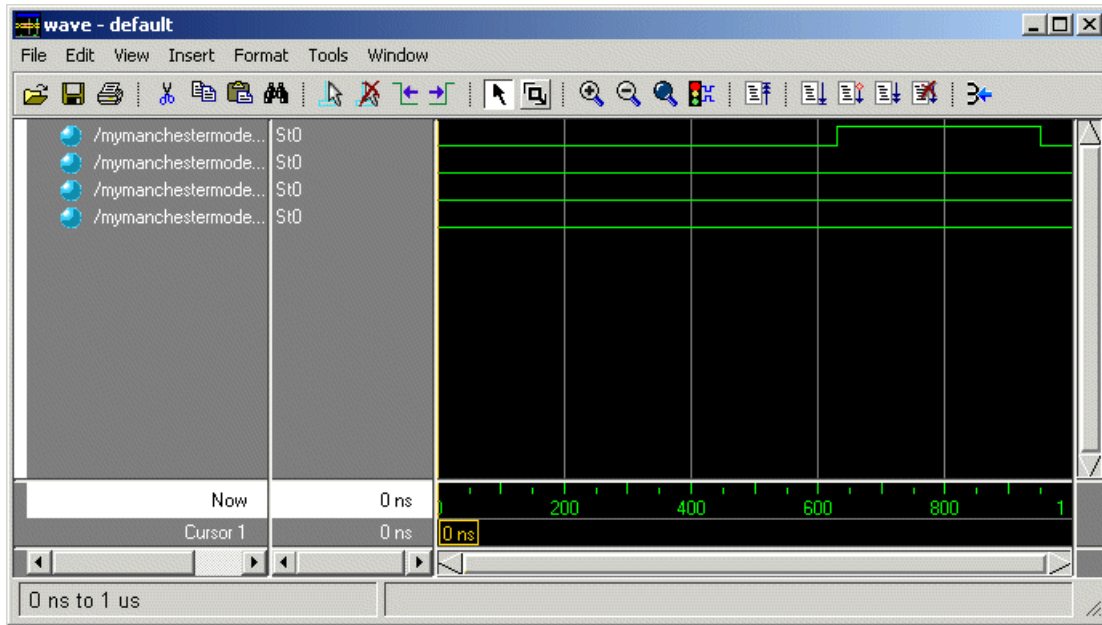 wave - default
File Edit View Insert Format Tools Window
/mymanchestermode... St0
/mymanchestermode... St0
/mymanchestermode... St0
/mymanchestermode... St0
Now 0 ns
200 400 600 800 1
Cursor 1 0 ns 0 ns
0 ns to 1 us